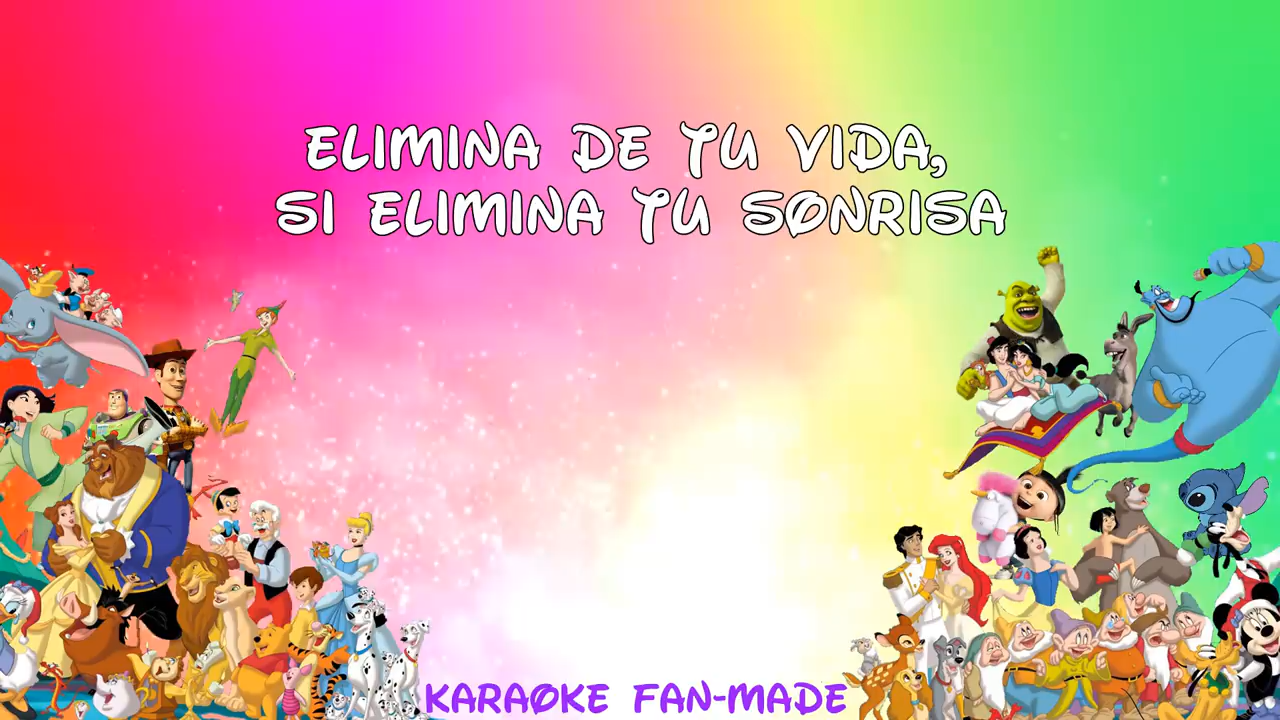 ELIMINA DE TU VIDA,
SI ELIMINA TU SONRISA
KARAOKE FAN-MADE